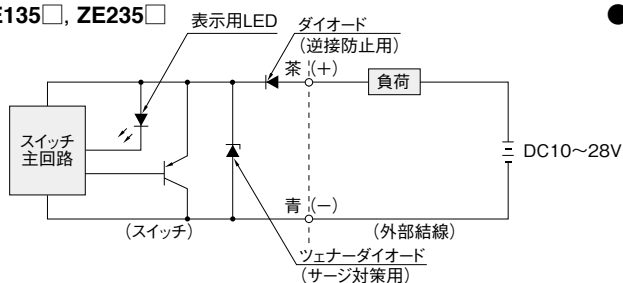 E135□, ZE235□
表示用LED
ダイオード
(逆接防止用)
茶 (+)
負荷
スイッチ
主回路
DC10～28V
青 (−)
(スイッチ)
(外部結線)
ツェナーダイオード
(サージ対策用)